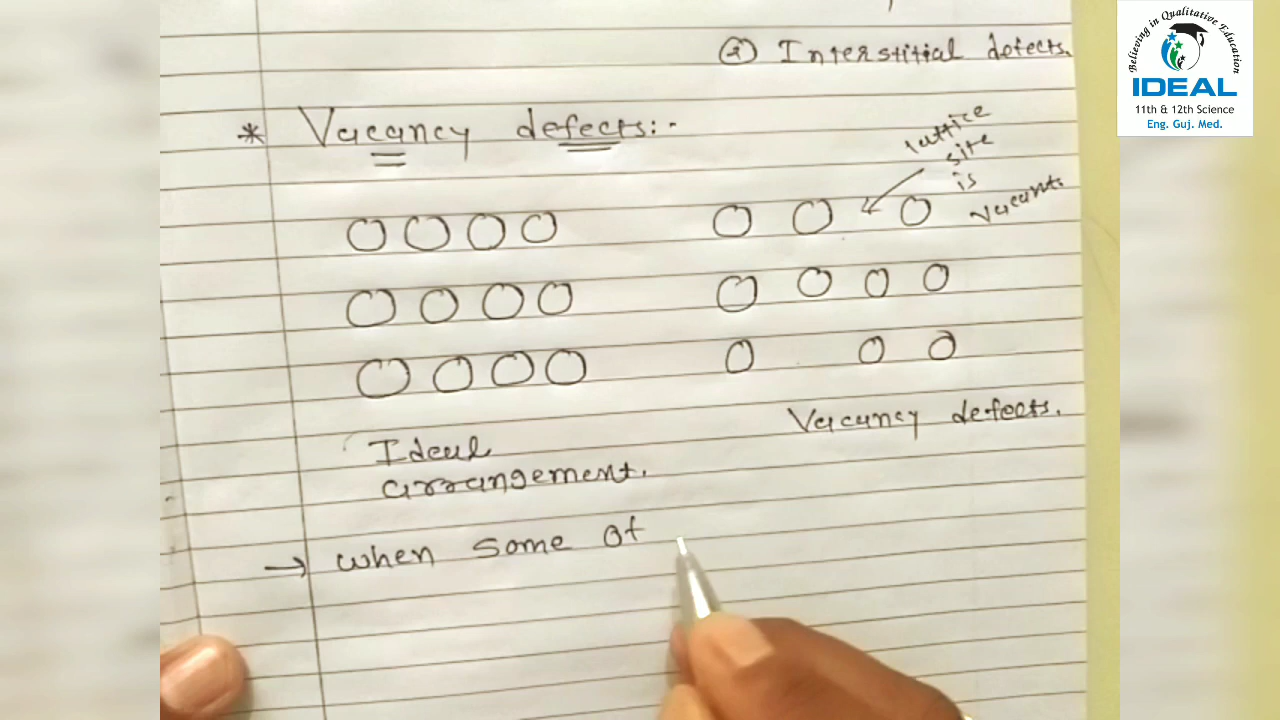 ② Interstitial defects.
* Vacancy defects:-
lattice
site
is
vacant.
Ideal
arrangement.
Vacancy defects.
→ when some of
Believing in Qualitative Education
IDEAL
11th & 12th Science
Eng. Guj. Med.